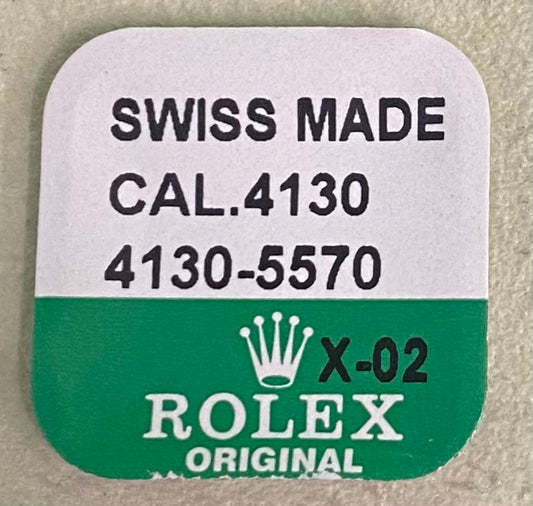 SWISS MADE
CAL.4130
4130-5570
X-02
ROLEX
ORIGINAL